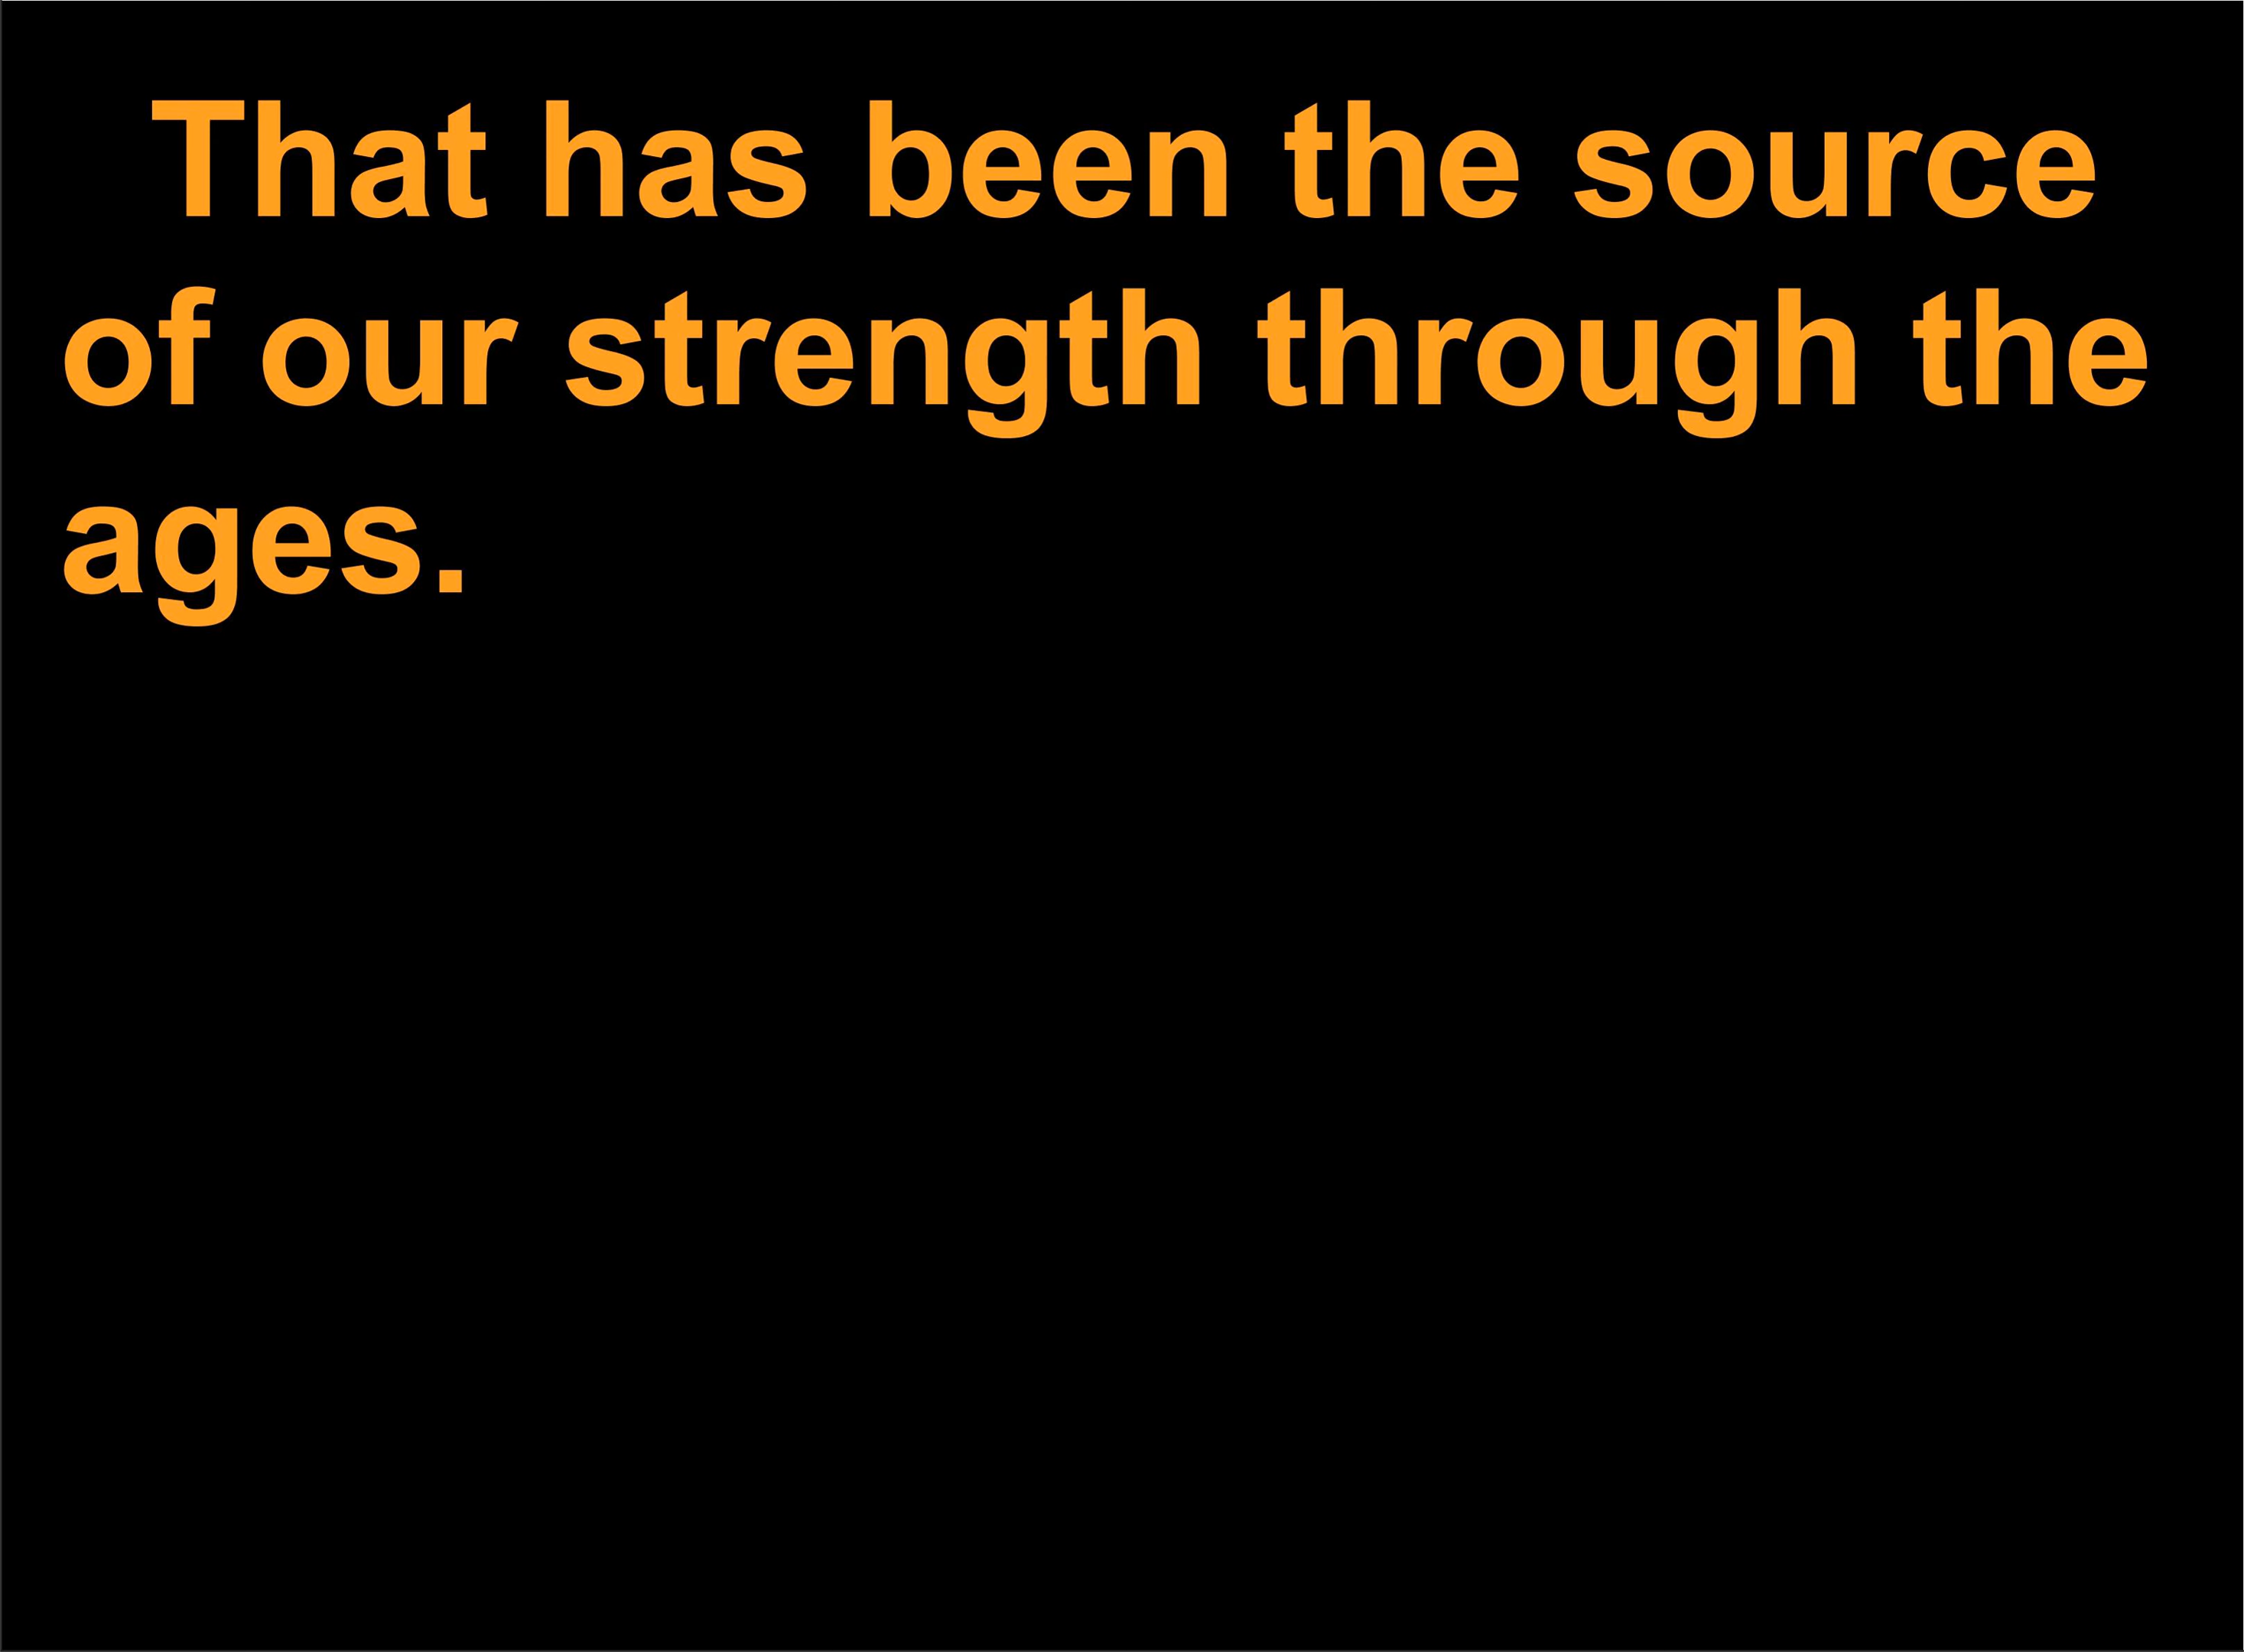 That has been the source
of our strength through the
ages.